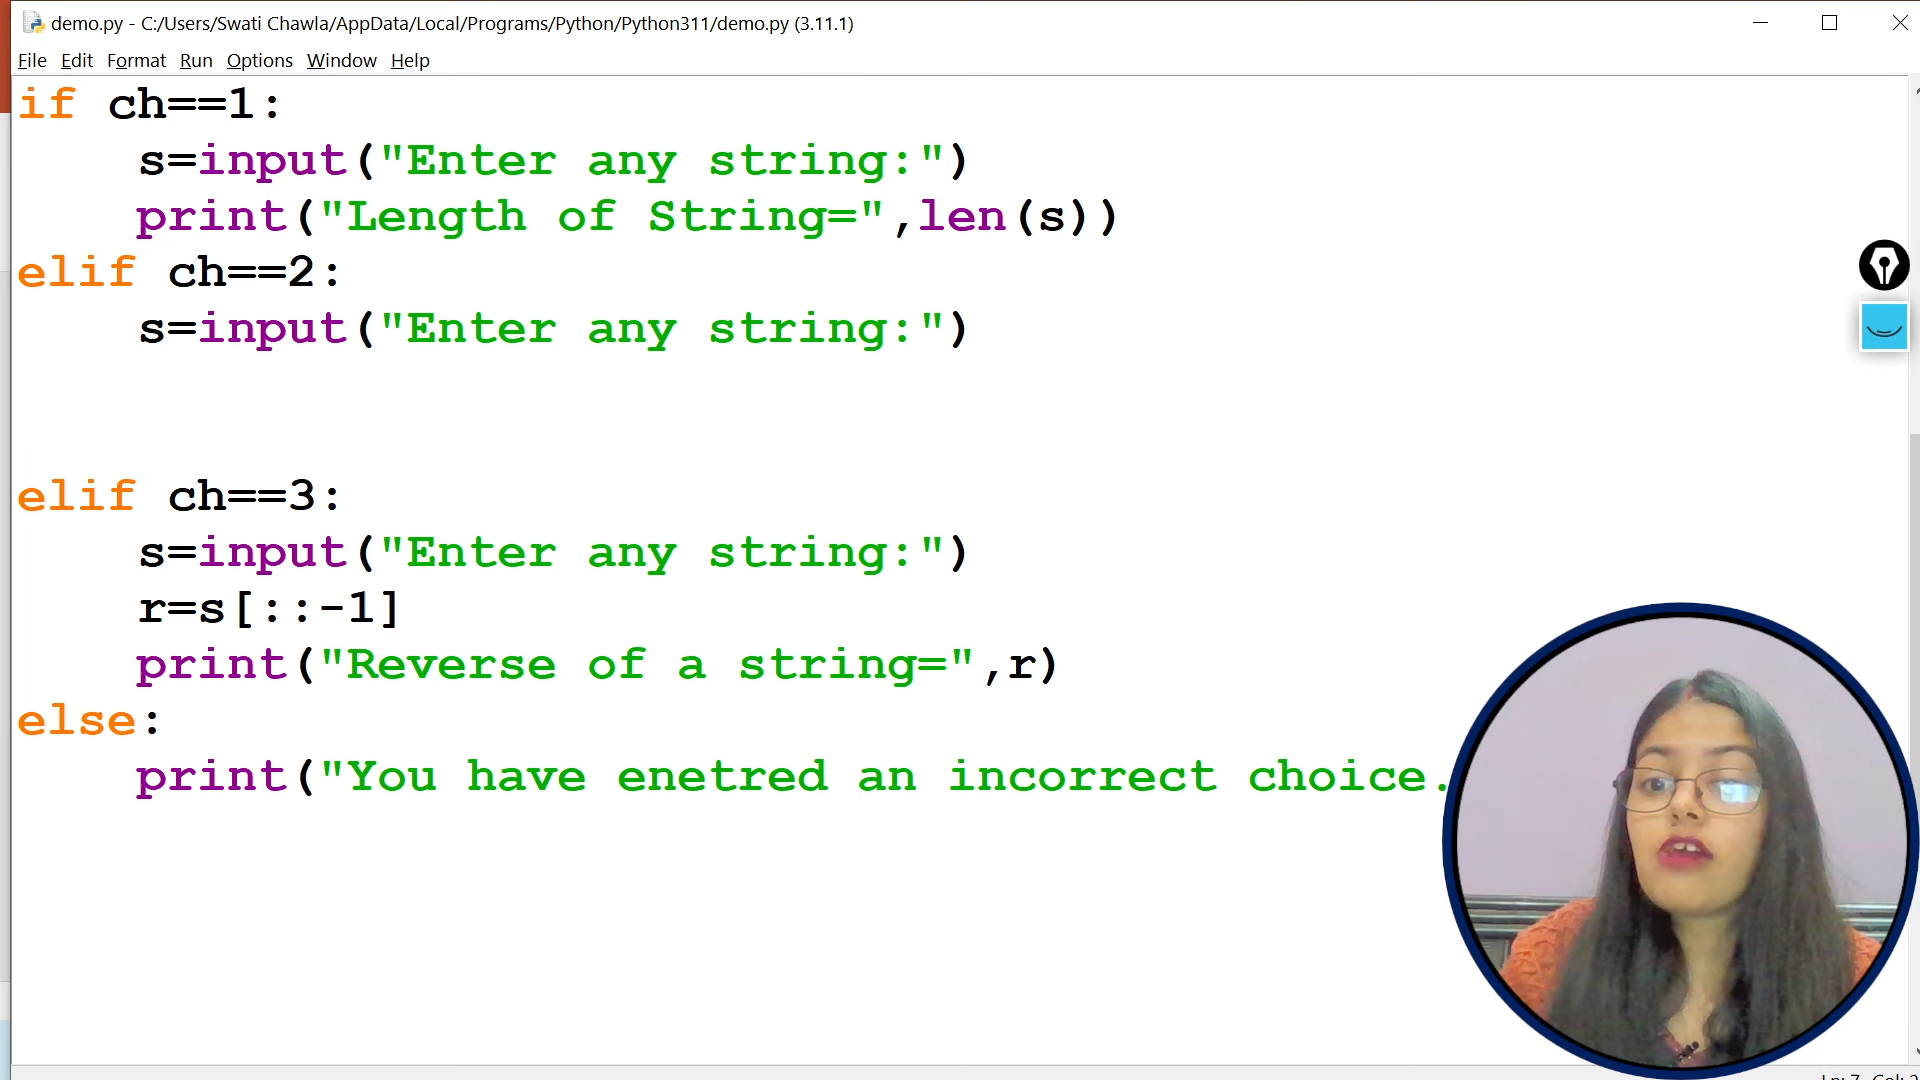 demo.py - C:/Users/Swati Chawla/AppData/Local/Programs/Python/Python311/demo.py (3.11.1)
File Edit Format Run Options Window Help
if ch==1:
    s=input("Enter any string:")
    print("Length of String=",len(s))
elif ch==2:
    s=input("Enter any string:")
elif ch==3:
    s=input("Enter any string:")
    r=s[::-1]
    print("Reverse of a string=",r)
else:
    print("You have enetred an incorrect choice.